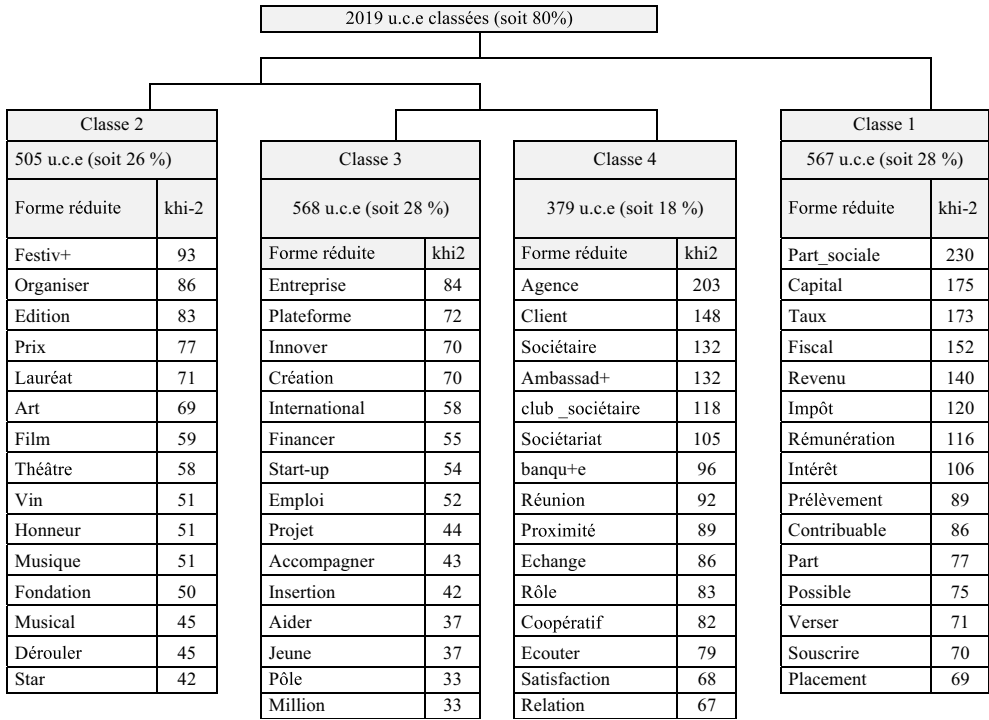 2019 u.c.e classées (soit 80%)
Classe 2
505 u.c.e (soit 26 %)
Forme réduite khi-2
Festiv+ 93
Organiser 86
Edition 83
Prix 77
Lauréat 71
Art 69
Film 59
Théâtre 58
Vin 51
Honneur 51
Musique 51
Fondation 50
Musical 45
Dérouler 45
Star 42
Classe 3
568 u.c.e (soit 28 %)
Forme réduite khi2
Entreprise 84
Plateforme 72
Innover 70
Création 70
International 58
Financer 55
Start-up 54
Emploi 52
Projet 44
Accompagner 43
Insertion 42
Aider 37
Jeune 37
Pôle 33
Million 33
Classe 4
379 u.c.e (soit 18 %)
Forme réduite khi2
Agence 203
Client 148
Sociétaire 132
Ambassad+ 132
club _sociétaire 118
Sociétariat 105
banqu+e 96
Réunion 92
Proximité 89
Echange 86
Rôle 83
Coopératif 82
Ecouter 79
Satisfaction 68
Relation 67
Classe 1
567 u.c.e (soit 28 %)
Forme réduite khi-2
Part_sociale 230
Capital 175
Taux 173
Fiscal 152
Revenu 140
Impôt 120
Rémunération 116
Intérêt 106
Prélèvement 89
Contribuable 86
Part 77
Possible 75
Verser 71
Souscrire 70
Placement 69